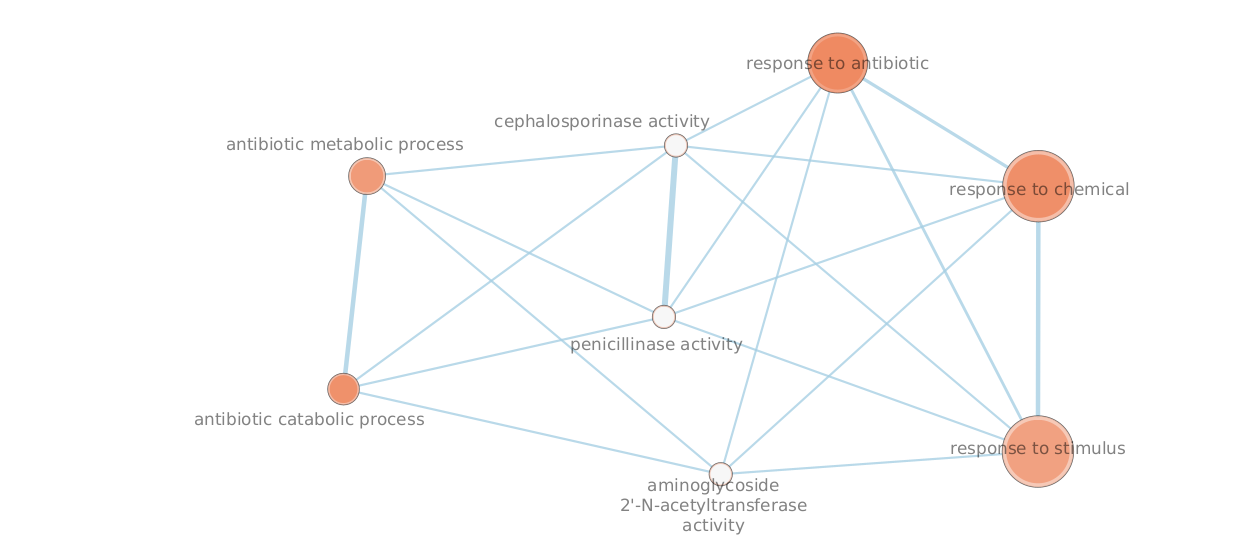 response to antibiotic
cephalosporinase activity
antibiotic metabolic process
response to chemical
penicillinase activity
antibiotic catabolic process
response to stimulus
aminoglycoside
2'-N-acetyltransferase
activity